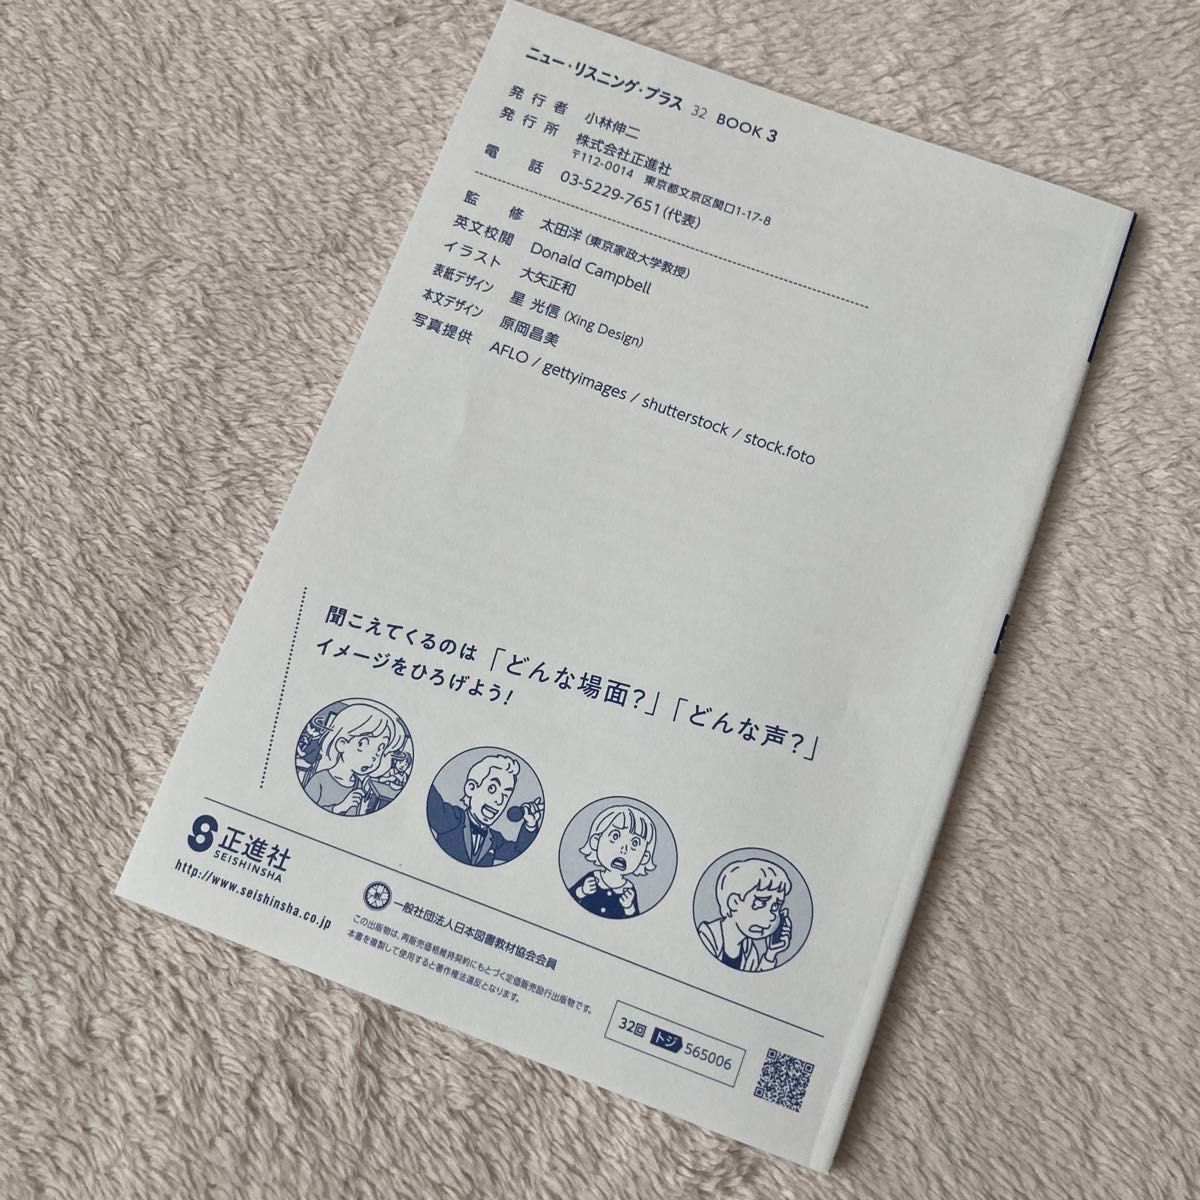 ニュー・リスニング・プラス 32 BOOK 3
発行者 小林伸二
発行所 株式会社正進社
〒112-0014 東京都文京区関口1-17-8
電話 03-5229-7651(代表)
監修 太田洋(東京家政大学教授)
英文校閲 Donald Campbell
イラスト 大矢正和
表紙デザイン 星 光信(Xing Design)
本文デザイン 原岡昌美
写真提供 AFLO / gettyimages / shutterstock / stock.foto
聞こえてくるのは「どんな場面?」「どんな声?」
イメージをひろげよう!
正進社
SEISHINSHA
http://www.seishinsha.co.jp
一般社団法人日本図書教材協会会員
この出版物は、再販売価格維持契約にもとづく定価販売励行出版物です。
本書を複製して使用すると著作権法違反となります。
32回 トジ 565006